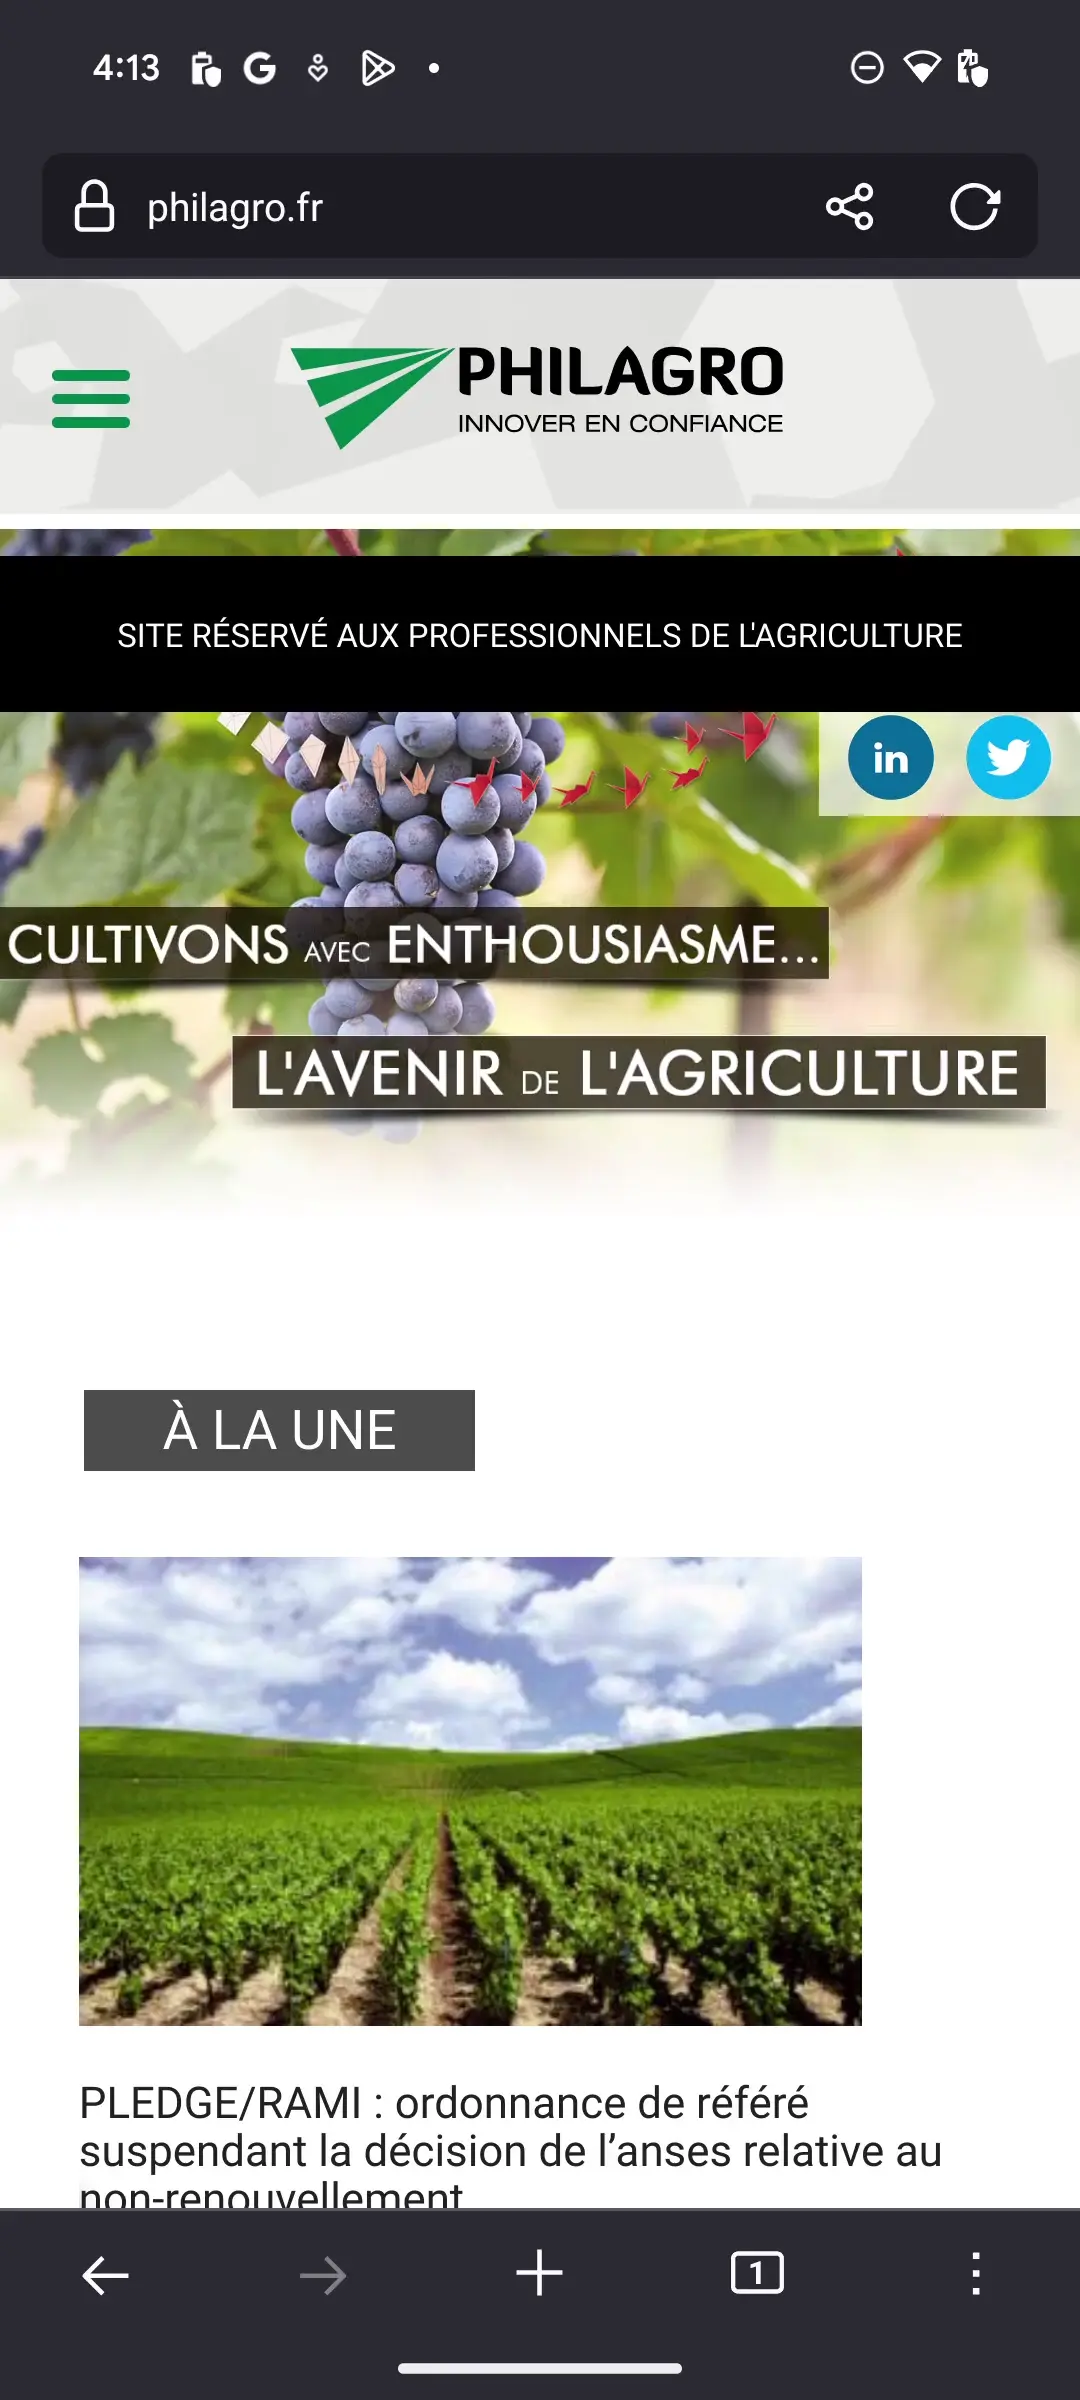 4:13
philagro.fr
PHILAGRO
INNOVER EN CONFIANCE
SITE RÉSERVÉ AUX PROFESSIONNELS DE L'AGRICULTURE
in
CULTIVONS AVEC ENTHOUSIASME...
L'AVENIR DE L'AGRICULTURE
À LA UNE
PLEDGE/RAMI : ordonnance de référé
suspendant la décision de l’anses relative au
non-renouvellement
1